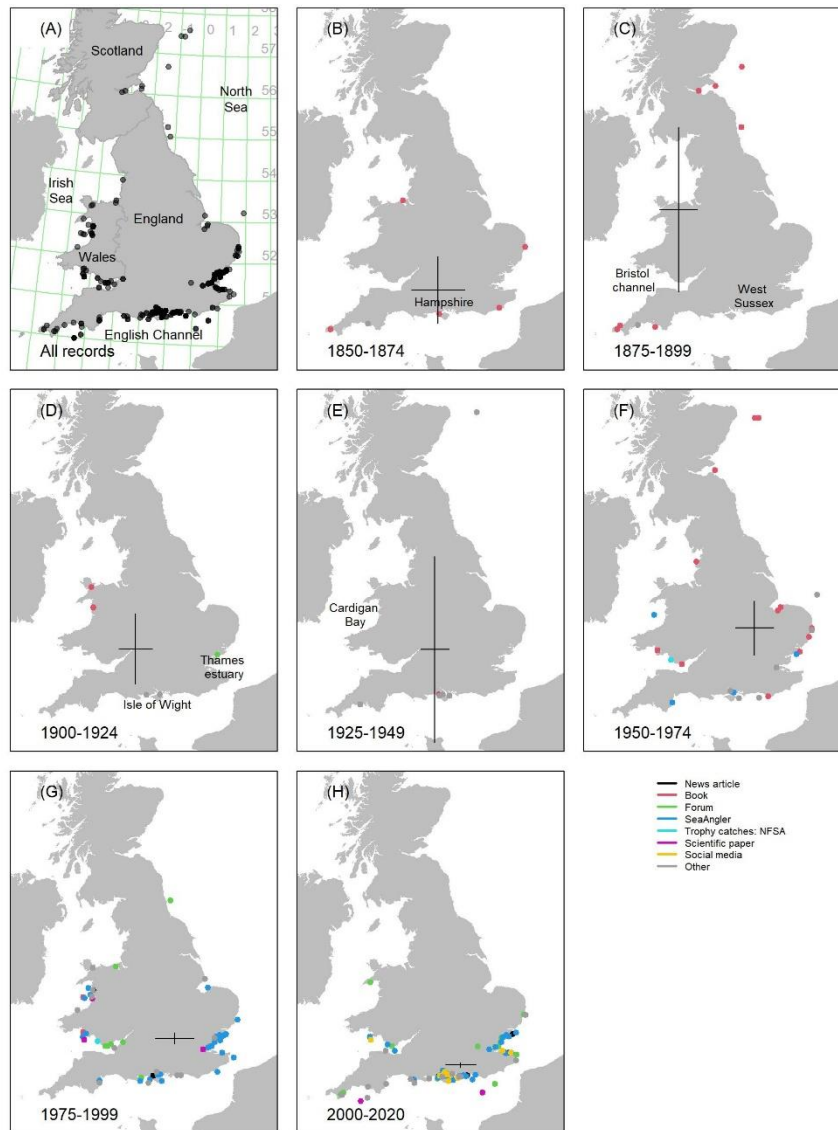 (A)
Scotland
1 0 1 2 3
57
56
North
Sea
55
54
Irish
Sea
53
England
Wales
52
51
English Channel
All records
(B)
Hampshire
1850-1874
(C)
Bristol
channel
West
Sussex
1875-1899
(D)
Thames
estuary
Isle of Wight
1900-1924
(E)
Cardigan
Bay
1925-1949
(F)
1950-1974
(G)
1975-1999
(H)
2000-2020
News article
Book
Forum
SeaAngler
Trophy catches: NFSA
Scientific paper
Social media
Other